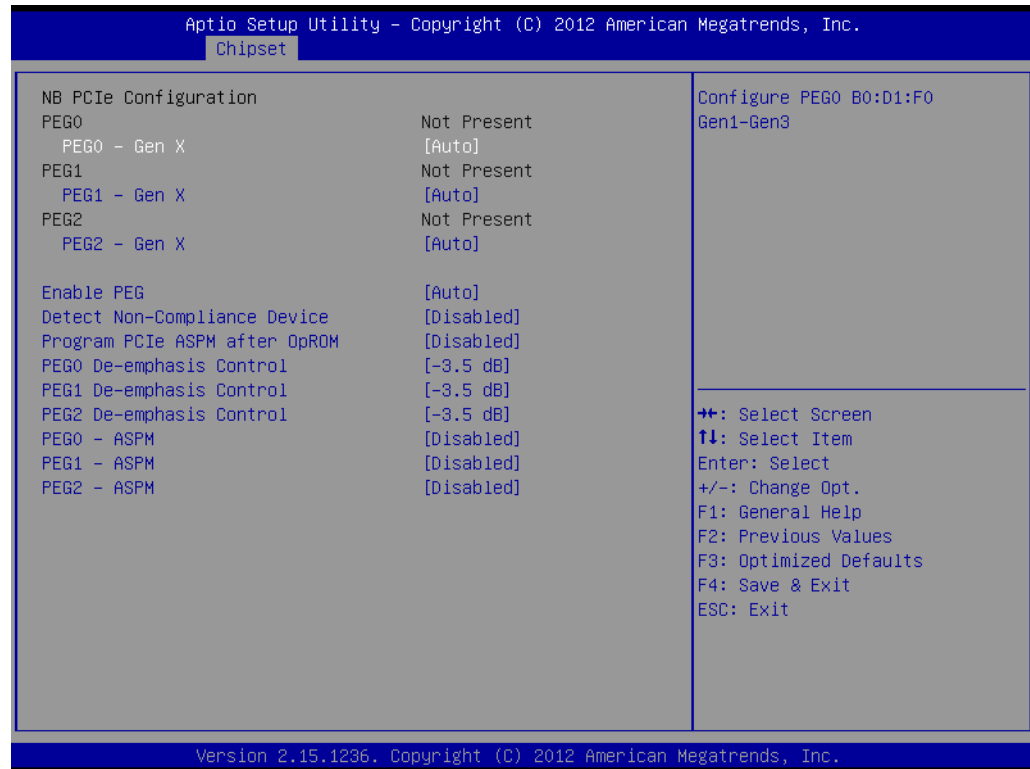 Aptio Setup Utility – Copyright (C) 2012 American Megatrends, Inc.
Chipset
NB PCIe Configuration
PEG0 Not Present
PEG0 – Gen X [Auto]
PEG1 Not Present
PEG1 – Gen X [Auto]
PEG2 Not Present
PEG2 – Gen X [Auto]
Enable PEG [Auto]
Detect Non-Compliance Device [Disabled]
Program PCIe ASPM after OpROM [Disabled]
PEG0 De-emphasis Control [-3.5 dB]
PEG1 De-emphasis Control [-3.5 dB]
PEG2 De-emphasis Control [-3.5 dB]
PEG0 – ASPM [Disabled]
PEG1 – ASPM [Disabled]
PEG2 – ASPM [Disabled]
Configure PEG0 B0:D1:F0
Gen1-Gen3
→←: Select Screen
↑↓: Select Item
Enter: Select
+/-: Change Opt.
F1: General Help
F2: Previous Values
F3: Optimized Defaults
F4: Save & Exit
ESC: Exit
Version 2.15.1236. Copyright (C) 2012 American Megatrends, Inc.